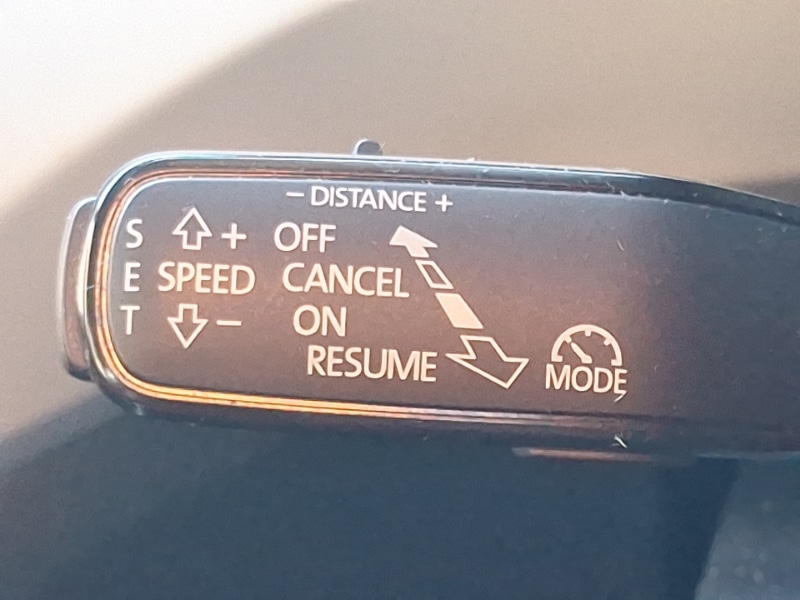 – DISTANCE +
S + OFF
E SPEED CANCEL
T – ON
RESUME
MODE